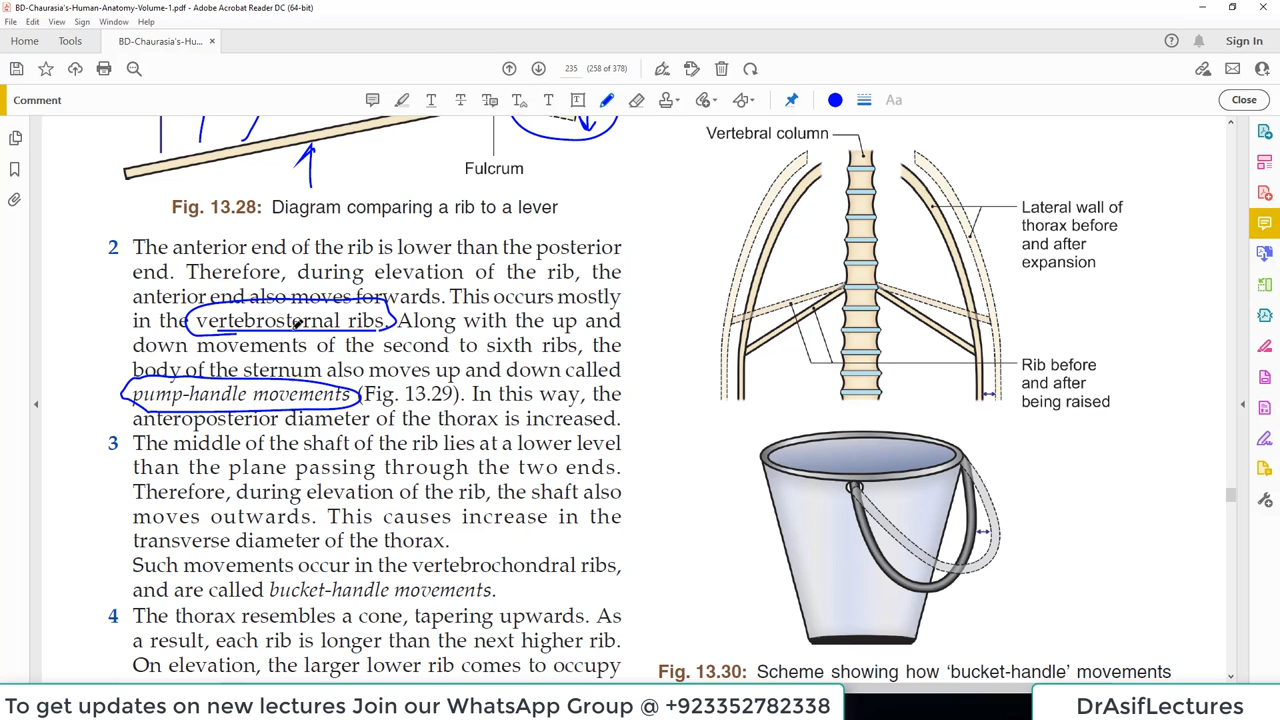 BD-Chaurasia's-Human-Anatomy-Volume-1.pdf - Adobe Acrobat Reader DC (64-bit)
File Edit View Sign Window Help
Home Tools BD-Chaurasia's-Hu... × Sign In
235 (258 of 378)
Comment Aa Close
Fulcrum
Fig. 13.28: Diagram comparing a rib to a lever
2 The anterior end of the rib is lower than the posterior
end. Therefore, during elevation of the rib, the
anterior end also moves forwards. This occurs mostly
in the vertebrosternal ribs. Along with the up and
down movements of the second to sixth ribs, the
body of the sternum also moves up and down called
pump-handle movements (Fig. 13.29). In this way, the
anteroposterior diameter of the thorax is increased.
3 The middle of the shaft of the rib lies at a lower level
than the plane passing through the two ends.
Therefore, during elevation of the rib, the shaft also
moves outwards. This causes increase in the
transverse diameter of the thorax.
Such movements occur in the vertebrochondral ribs,
and are called bucket-handle movements.
4 The thorax resembles a cone, tapering upwards. As
a result, each rib is longer than the next higher rib.
On elevation, the larger lower rib comes to occupy
Vertebral column
Lateral wall of
thorax before
and after
expansion
Rib before
and after
being raised
Fig. 13.30: Scheme showing how 'bucket-handle' movements
To get updates on new lectures Join our WhatsApp Group @ +923352782338
DrAsifLectures